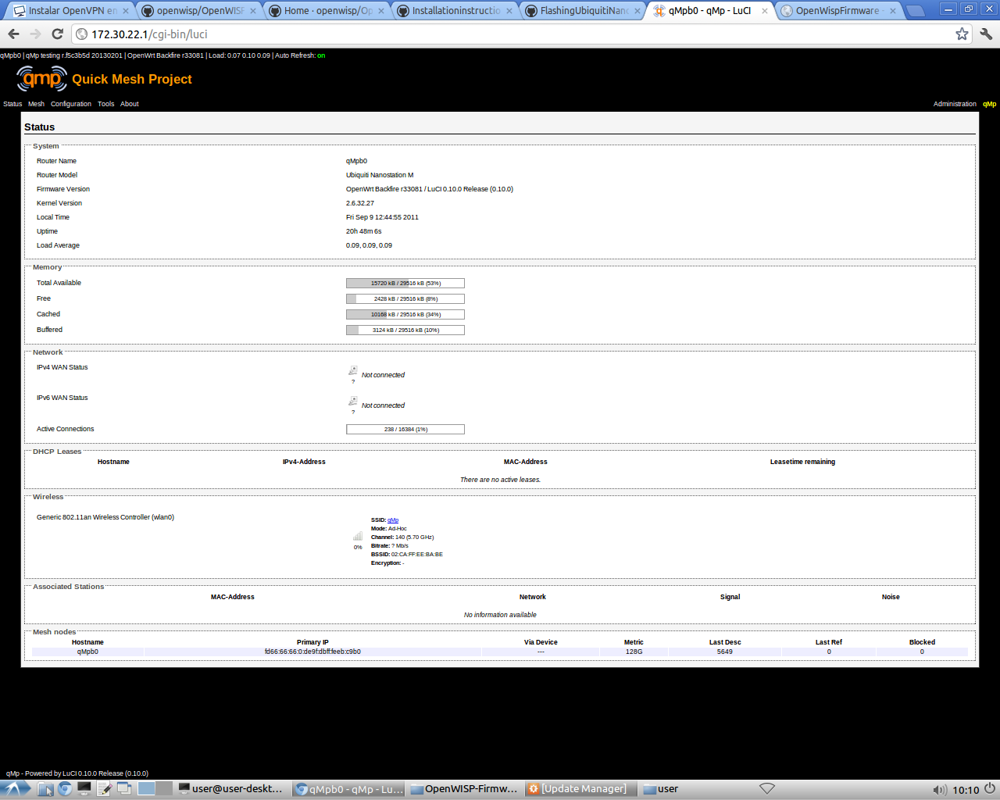 Instalar OpenVPN en
openwisp/OpenWISP
Home · openwisp/Op
Installationinstructio
FlashingUbiquitiNano
qMpb0 - qMp - LuCI
OpenWispFirmware -
172.30.22.1/cgi-bin/luci
qMpb0 | qMp testing r.f5c3b5d 20130201 | OpenWrt Backfire r33081 | Load: 0.07 0.10 0.09 | Auto Refresh: on
qmp Quick Mesh Project
Status Mesh Configuration Tools About Administration qMp
Status
System
Router Name qMpb0
Router Model Ubiquiti Nanostation M
Firmware Version OpenWrt Backfire r33081 / LuCI 0.10.0 Release (0.10.0)
Kernel Version 2.6.32.27
Local Time Fri Sep 9 12:44:55 2011
Uptime 20h 48m 6s
Load Average 0.09, 0.09, 0.09
Memory
Total Available 15720 kB / 29516 kB (53%)
Free 2428 kB / 29516 kB (8%)
Cached 10168 kB / 29516 kB (34%)
Buffered 3124 kB / 29516 kB (10%)
Network
IPv4 WAN Status ? Not connected
IPv6 WAN Status ? Not connected
Active Connections 238 / 16384 (1%)
DHCP Leases
Hostname IPv4-Address MAC-Address Leasetime remaining
There are no active leases.
Wireless
Generic 802.11an Wireless Controller (wlan0)
0%
SSID: qMp
Mode: Ad-Hoc
Channel: 140 (5.70 GHz)
Bitrate: ? Mb/s
BSSID: 02:CA:FF:EE:BA:BE
Encryption: -
Associated Stations
MAC-Address Network Signal Noise
No information available
Mesh nodes
Hostname Primary IP Via Device Metric Last Desc Last Ref Blocked
qMpb0 fd66:66:66:0:de9f:dbff:feeb:c9b0 --- 128G 5649 0 0
qMp - Powered by LuCI 0.10.0 Release (0.10.0)
user@user-deskt...
qMpb0 - qMp - Lu...
OpenWISP-Firmw...
[Update Manager]
user
10:10